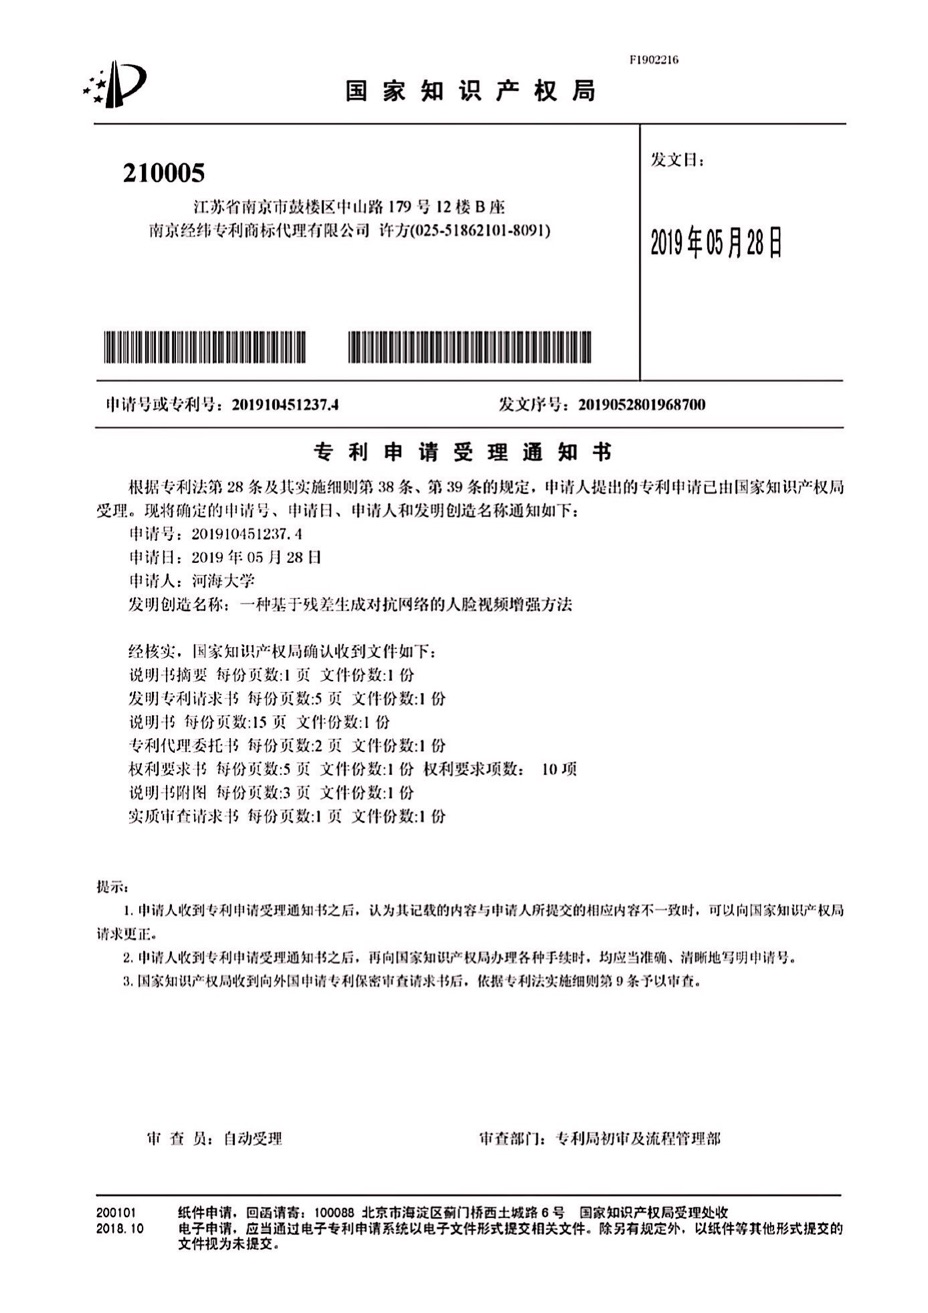 F1902216
国家知识产权局
210005
江苏省南京市鼓楼区中山路 179 号 12 楼 B 座
南京经纬专利商标代理有限公司 许方(025-51862101-8091)
发文日：
2019 年 05 月 28 日
申请号或专利号：201910451237.4
发文序号：2019052801968700
专利申请受理通知书
根据专利法第 28 条及其实施细则第 38 条、第 39 条的规定，申请人提出的专利申请已由国家知识产权局
受理。现将确定的申请号、申请日、申请人和发明创造名称通知如下：
申请号：201910451237.4
申请日：2019 年 05 月 28 日
申请人：河海大学
发明创造名称：一种基于残差生成对抗网络的人脸视频增强方法
经核实，国家知识产权局确认收到文件如下：
说明书摘要 每份页数:1 页 文件份数:1 份
发明专利请求书 每份页数:5 页 文件份数:1 份
说明书 每份页数:15 页 文件份数:1 份
专利代理委托书 每份页数:2 页 文件份数:1 份
权利要求书 每份页数:5 页 文件份数:1 份 权利要求项数： 10 项
说明书附图 每份页数:3 页 文件份数:1 份
实质审查请求书 每份页数:1 页 文件份数:1 份
提示：
1. 申请人收到专利申请受理通知书之后，认为其记载的内容与申请人所提交的相应内容不一致时，可以向国家知识产权局
请求更正。
2. 申请人收到专利申请受理通知书之后，再向国家知识产权局办理各种手续时，均应当准确、清晰地写明申请号。
3. 国家知识产权局收到向外国申请专利保密审查请求书后，依据专利法实施细则第 9 条予以审查。
审 查 员：自动受理
审查部门：专利局初审及流程管理部
200101 纸件申请，回函请寄：100088 北京市海淀区蓟门桥西土城路 6 号 国家知识产权局受理处收
2018.10 电子申请，应当通过电子专利申请系统以电子文件形式提交相关文件。除另有规定外，以纸件等其他形式提交的
文件视为未提交。